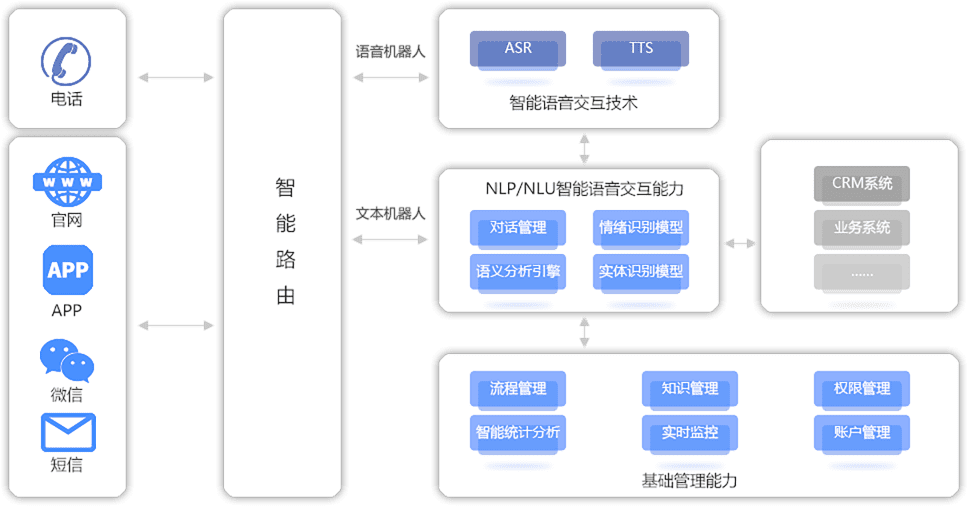 电话
WWW
官网
APP
APP
微信
短信
智能路由
语音机器人
文本机器人
ASR
TTS
智能语音交互技术
NLP/NLU智能语音交互能力
对话管理
情绪识别模型
语义分析引擎
实体识别模型
CRM系统
业务系统
......
流程管理
知识管理
权限管理
智能统计分析
实时监控
账户管理
基础管理能力